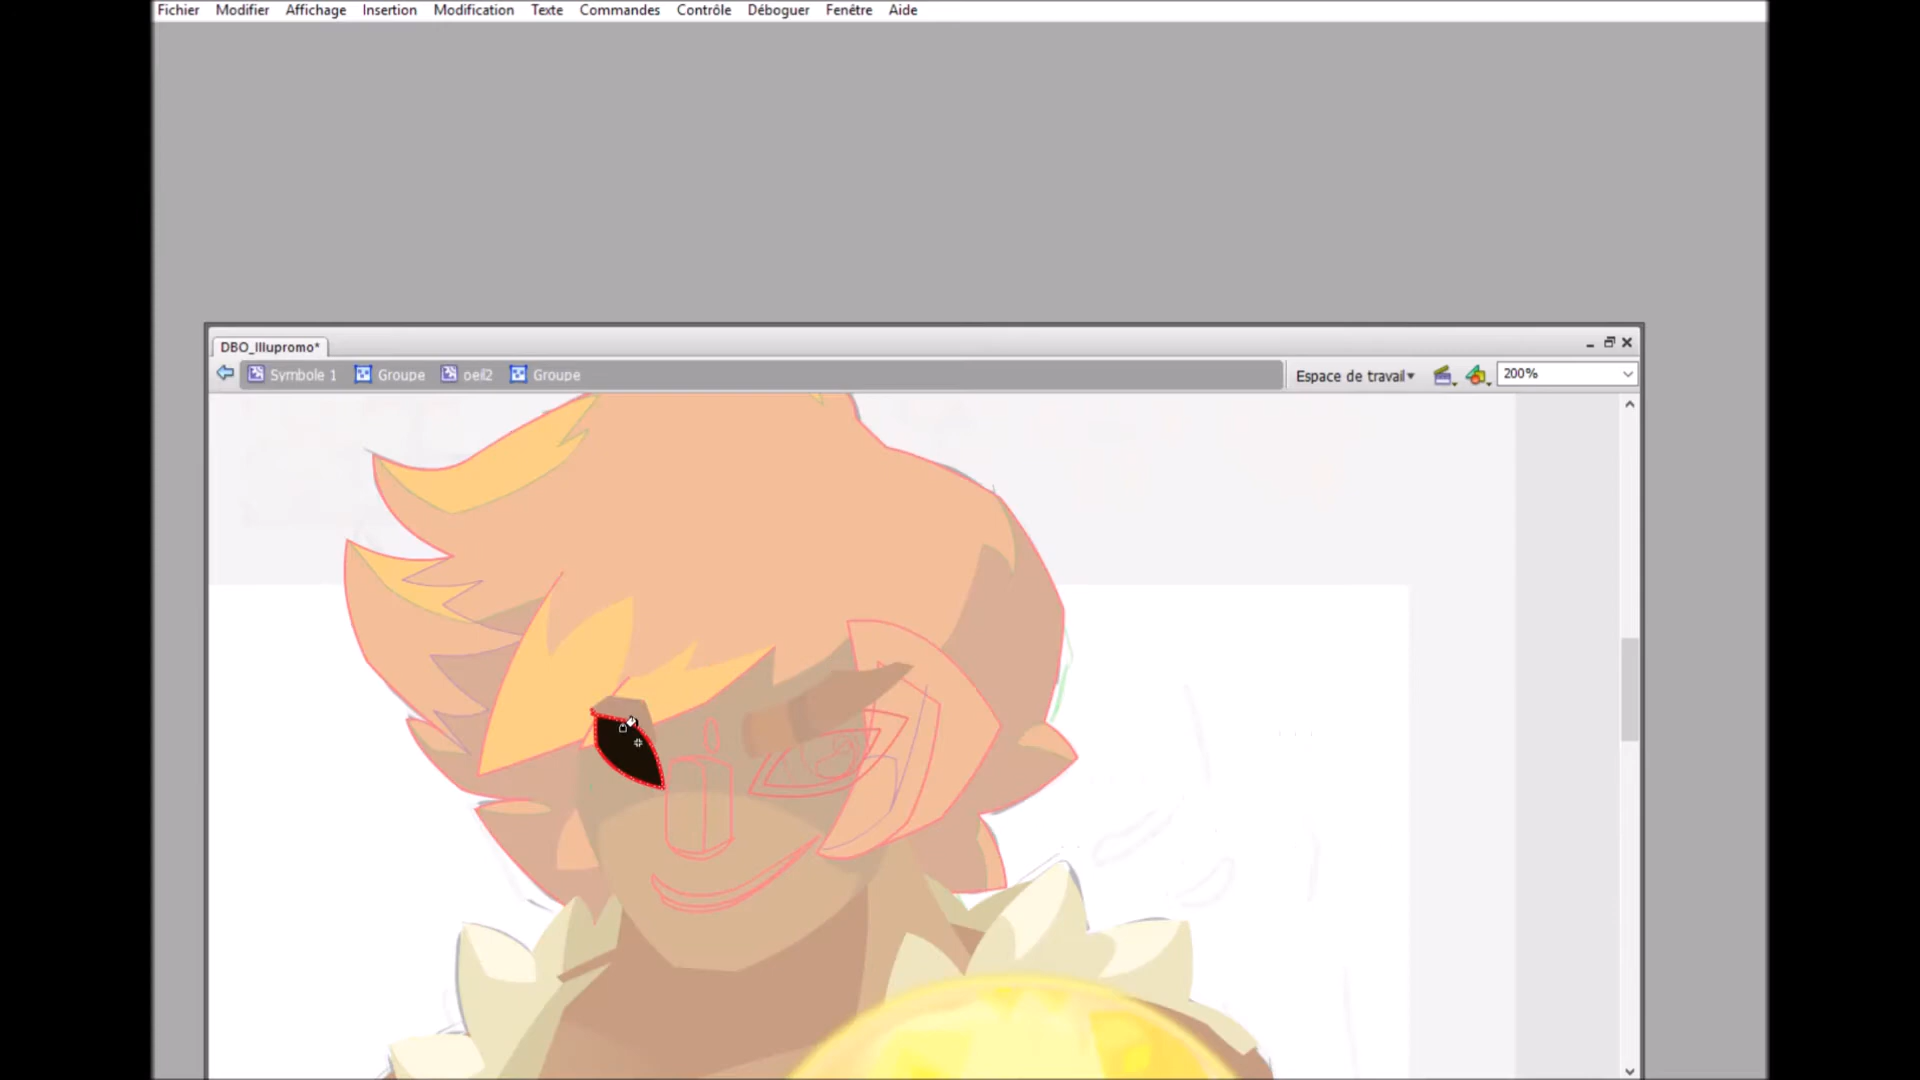 Fichier Modifier Affichage Insertion Modification Texte Commandes Contrôle Déboguer Fenêtre Aide
DBO_Illupromo*
Symbole 1 Groupe oeil2 Groupe Espace de travail 200%